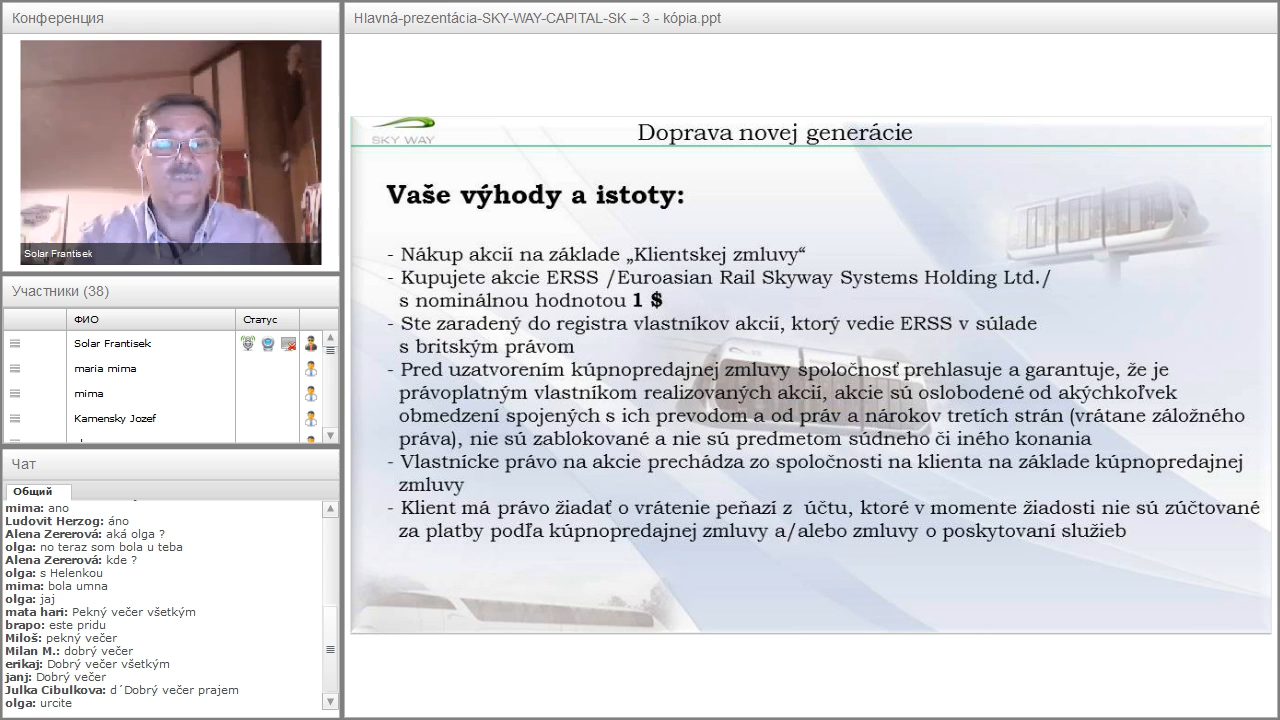 Конференция
Solar Frantisek
Участники (38)
ФИО
Статус
Solar Frantisek
maria mima
mima
Kamensky Jozef
Чат
Общий
mima: ano
Ludovit Herzog: áno
Alena Zererová: aká olga ?
olga: no teraz som bola u teba
Alena Zererová: kde ?
olga: s Helenkou
mima: bola umna
olga: jaj
mata hari: Pekný večer všetkým
brapo: este pridu
Miloš: pekný večer
Milan M.: dobrý večer
erikaj: Dobrý večer všetkým
janj: Dobrý večer
Julka Cibulkova: d´Dobrý večer prajem
olga: urcite
Hlavná-prezentácia-SKY-WAY-CAPITAL-SK – 3 - kópia.ppt
SKY WAY
Doprava novej generácie
Vaše výhody a istoty:
- Nákup akcií na základe „Klientskej zmluvy“
- Kupujete akcie ERSS /Euroasian Rail Skyway Systems Holding Ltd./
s nominálnou hodnotou 1 $
- Ste zaradený do registra vlastníkov akcií, ktorý vedie ERSS v súlade
s britským právom
- Pred uzatvorením kúpnopredajnej zmluvy spoločnosť prehlasuje a garantuje, že je
právoplatným vlastníkom realizovaných akcií, akcie sú oslobodené od akýchkoľvek
obmedzení spojených s ich prevodom a od práv a nárokov tretích strán (vrátane záložného
práva), nie sú zablokované a nie sú predmetom súdneho či iného konania
- Vlastnícke právo na akcie prechádza zo spoločnosti na klienta na základe kúpnopredajnej
zmluvy
- Klient má právo žiadať o vrátenie peňazí z účtu, ktoré v momente žiadosti nie sú zúčtované
za platby podľa kúpnopredajnej zmluvy a/alebo zmluvy o poskytovaní služieb